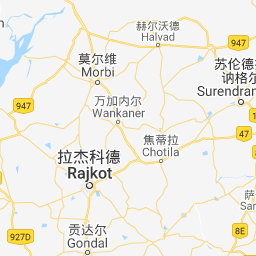 赫尔沃德
Halvad
947
莫尔维
Morbi
苏伦德
讷格尔
Surendran
947
万加内尔
Wankaner
47
焦蒂拉
Chotila
拉杰科德
Rajkot
27
927D
贡达尔
Gondal
8E